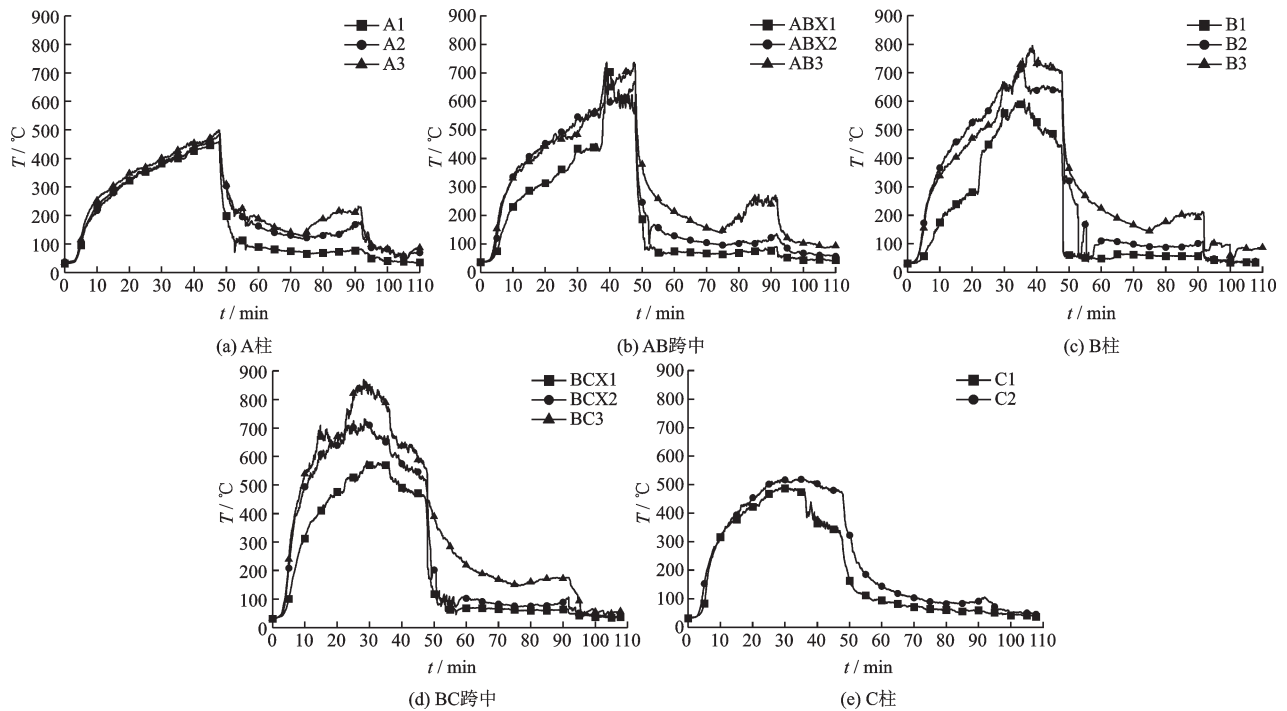 900
800
700
600
500
400
300
200
100
0
T / ℃
0 10 20 30 40 50 60 70 80 90 100 110
t / min
A1
A2
A3
(a) A柱
900
800
700
600
500
400
300
200
100
0
T / ℃
0 10 20 30 40 50 60 70 80 90 100 110
t / min
ABX1
ABX2
AB3
(b) AB跨中
900
800
700
600
500
400
300
200
100
0
T / ℃
0 10 20 30 40 50 60 70 80 90 100 110
t / min
B1
B2
B3
(c) B柱
900
800
700
600
500
400
300
200
100
0
T / ℃
0 10 20 30 40 50 60 70 80 90 100 110
t / min
BCX1
BCX2
BC3
(d) BC跨中
900
800
700
600
500
400
300
200
100
0
T / ℃
0 10 20 30 40 50 60 70 80 90 100 110
t / min
C1
C2
(e) C柱